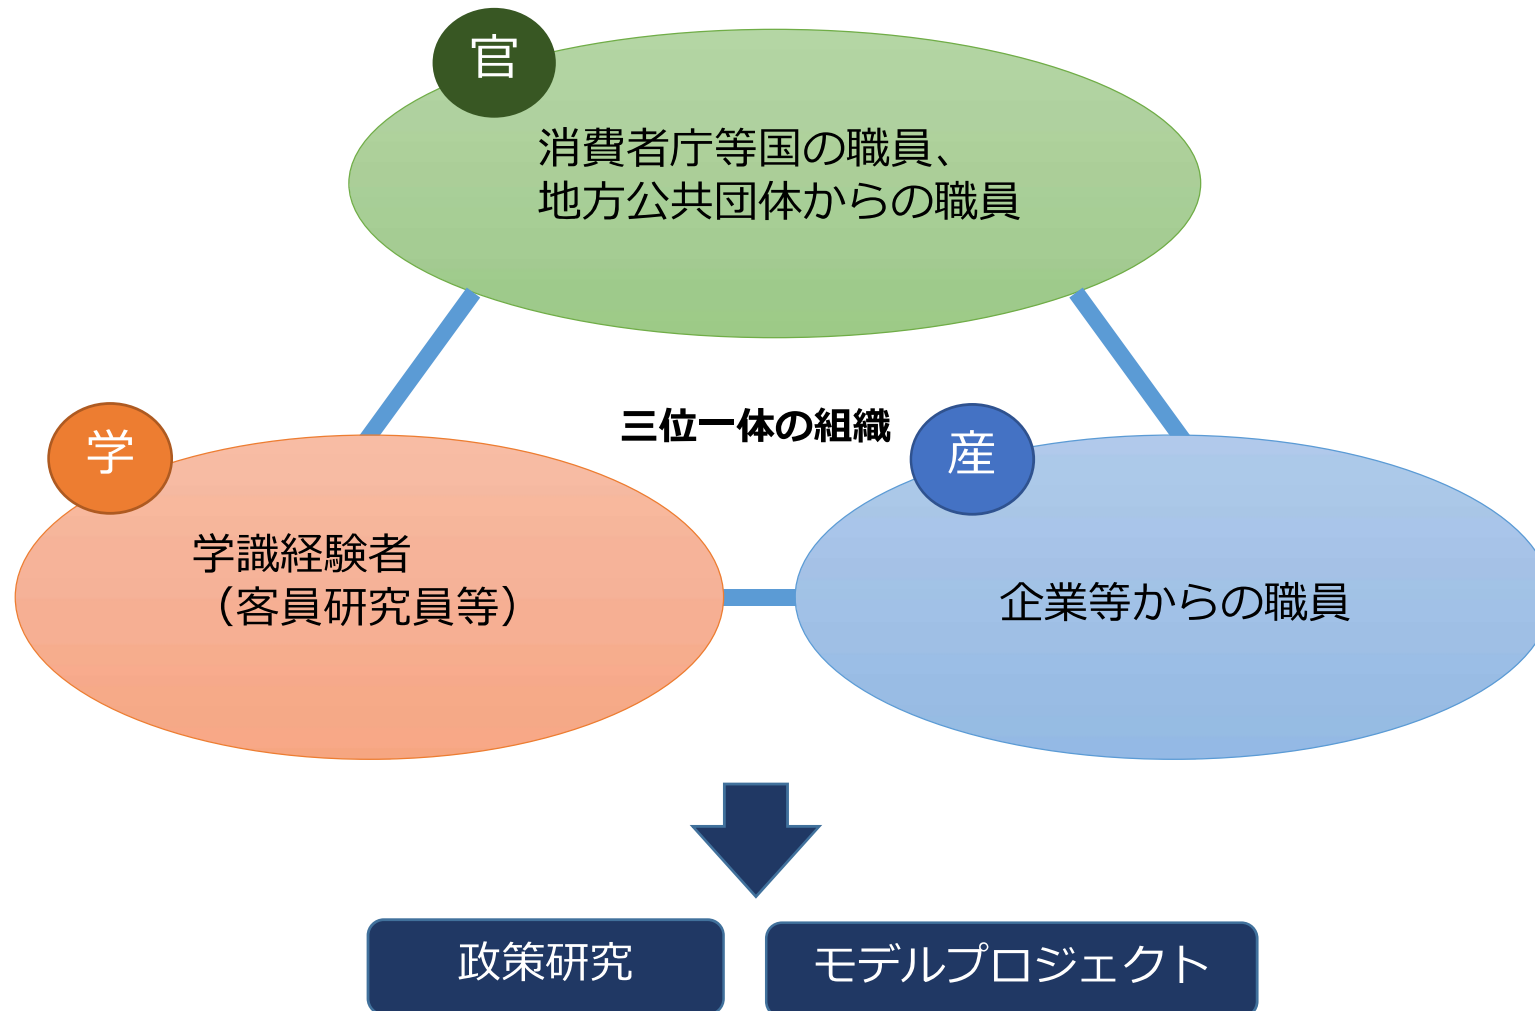 官
消費者庁等国の職員、
地方公共団体からの職員
三位一体の組織
学
学識経験者
（客員研究員等）
産
企業等からの職員
政策研究
モデルプロジェクト